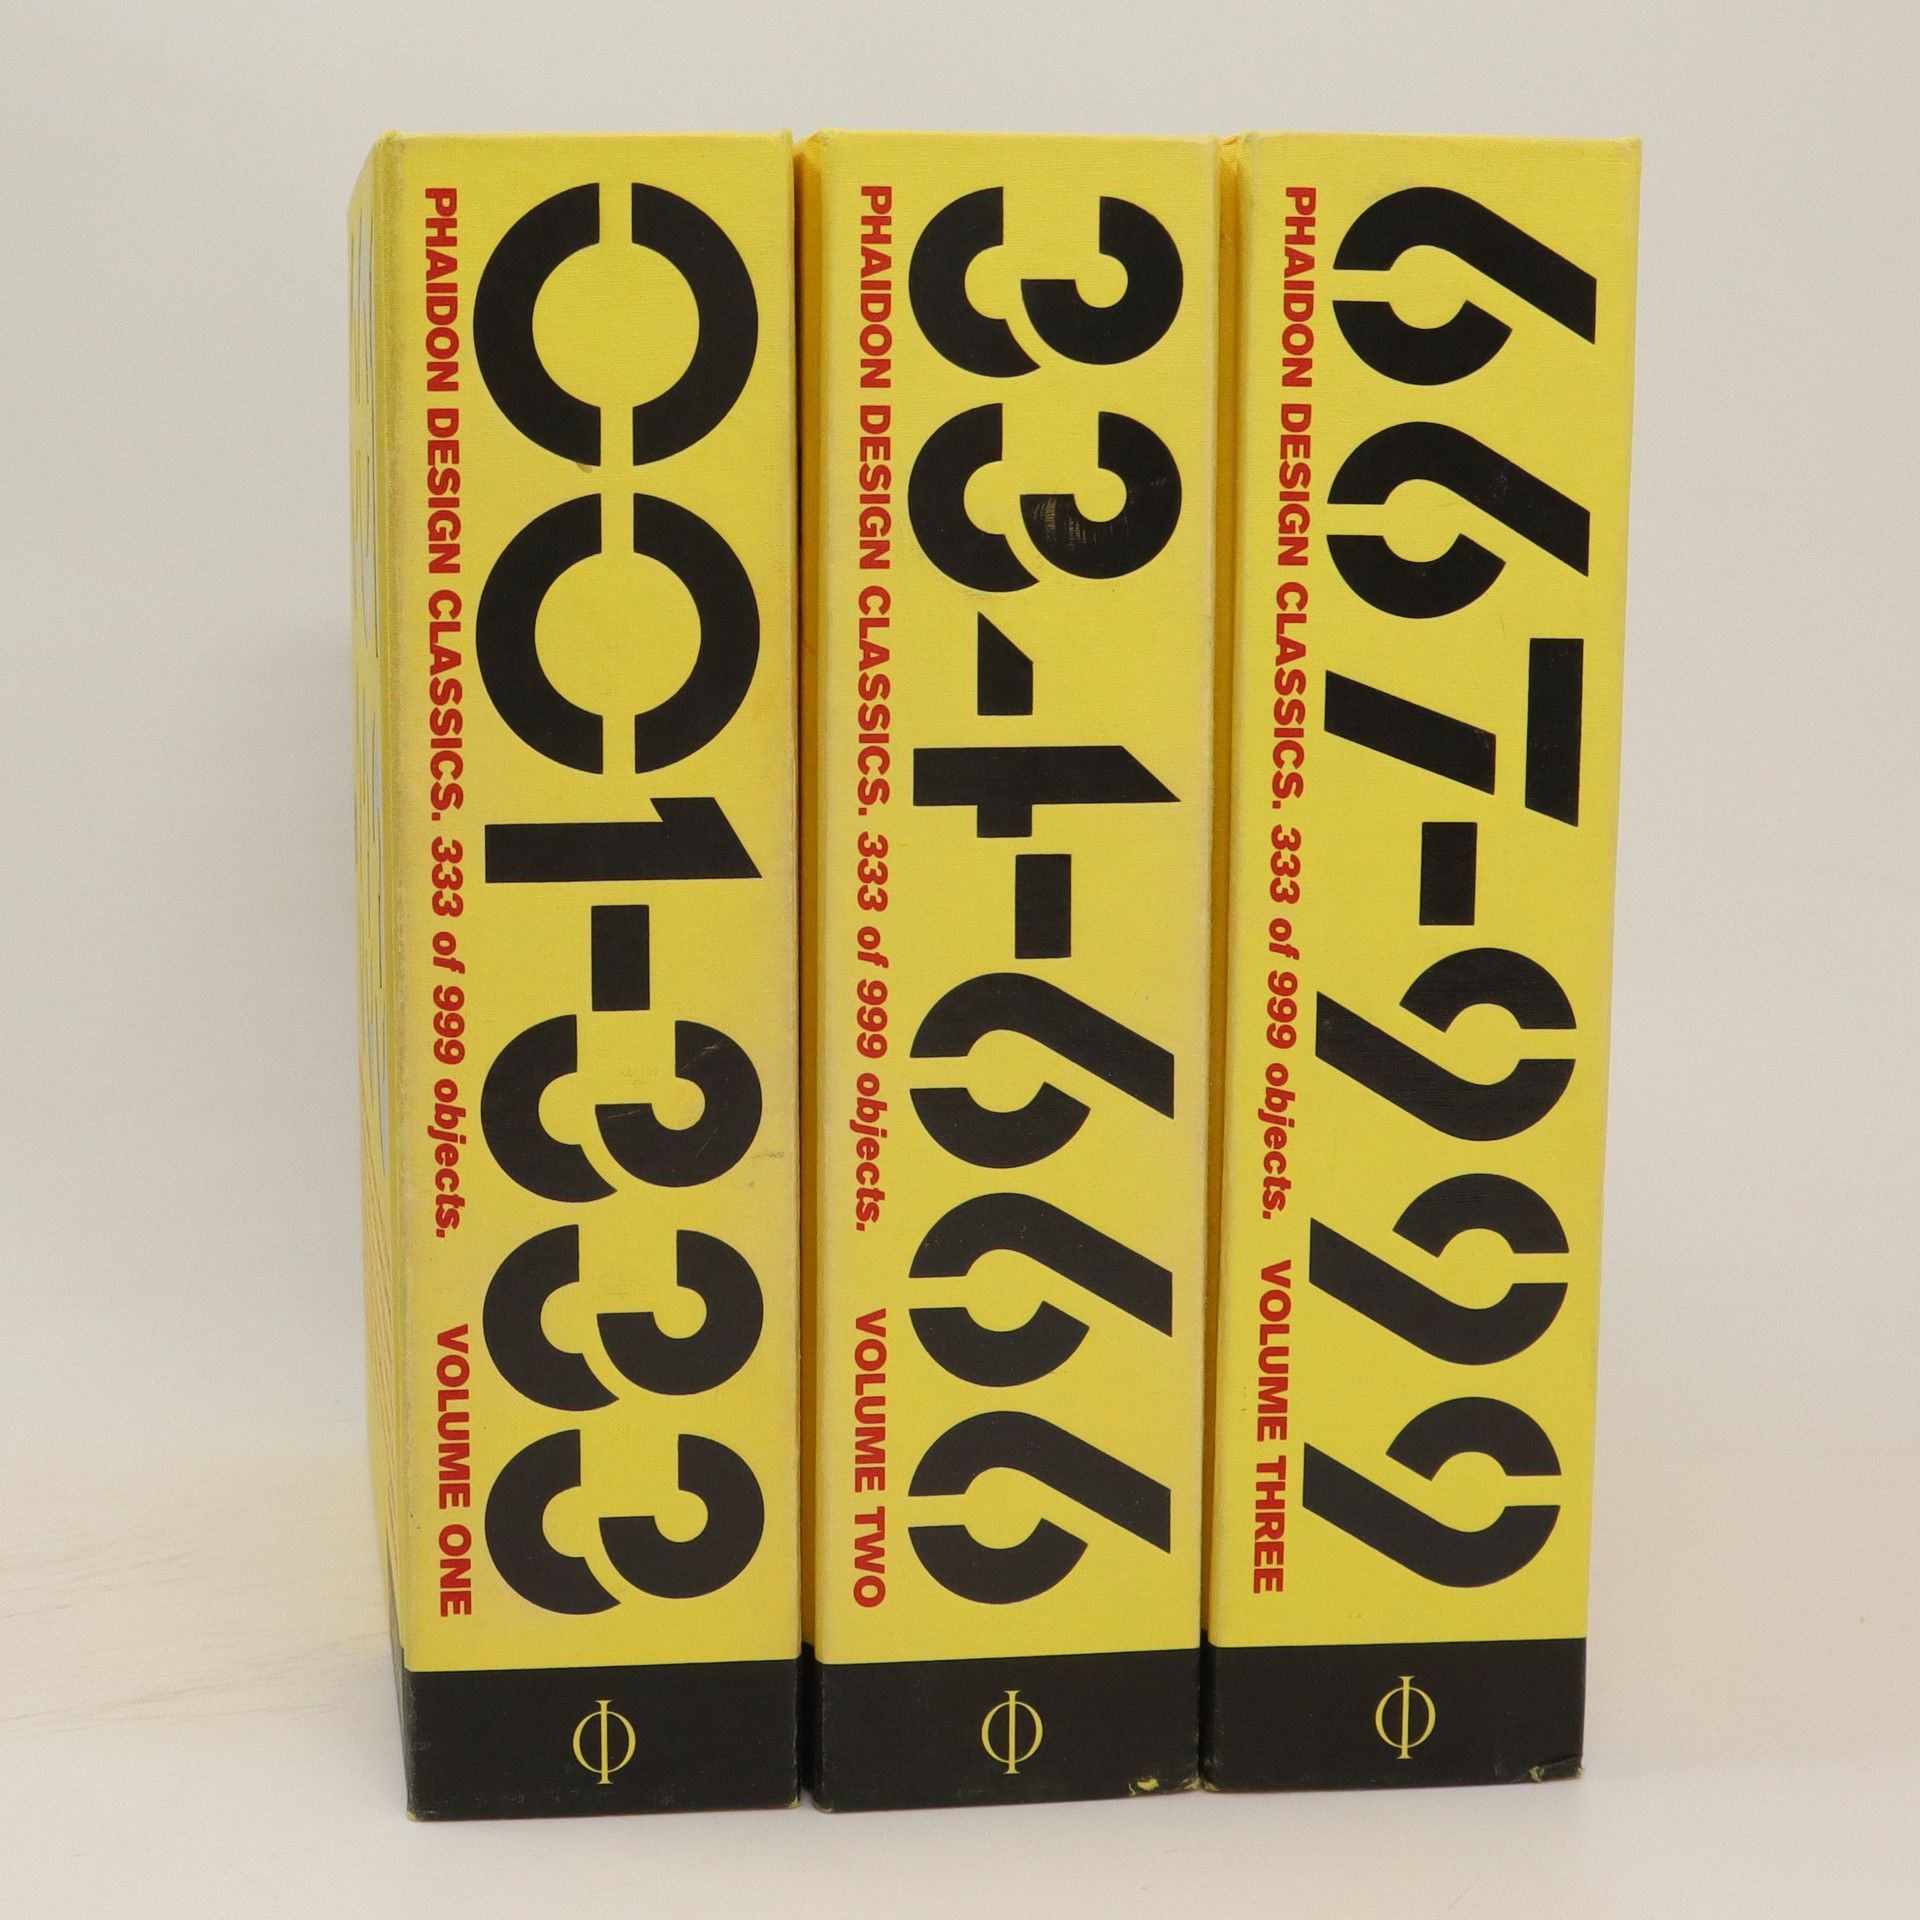 001-333
PHAIDON DESIGN CLASSICS. 333 of 999 objects. VOLUME ONE
334-666
PHAIDON DESIGN CLASSICS. 333 of 999 objects. VOLUME TWO
667-999
PHAIDON DESIGN CLASSICS. 333 of 999 objects. VOLUME THREE